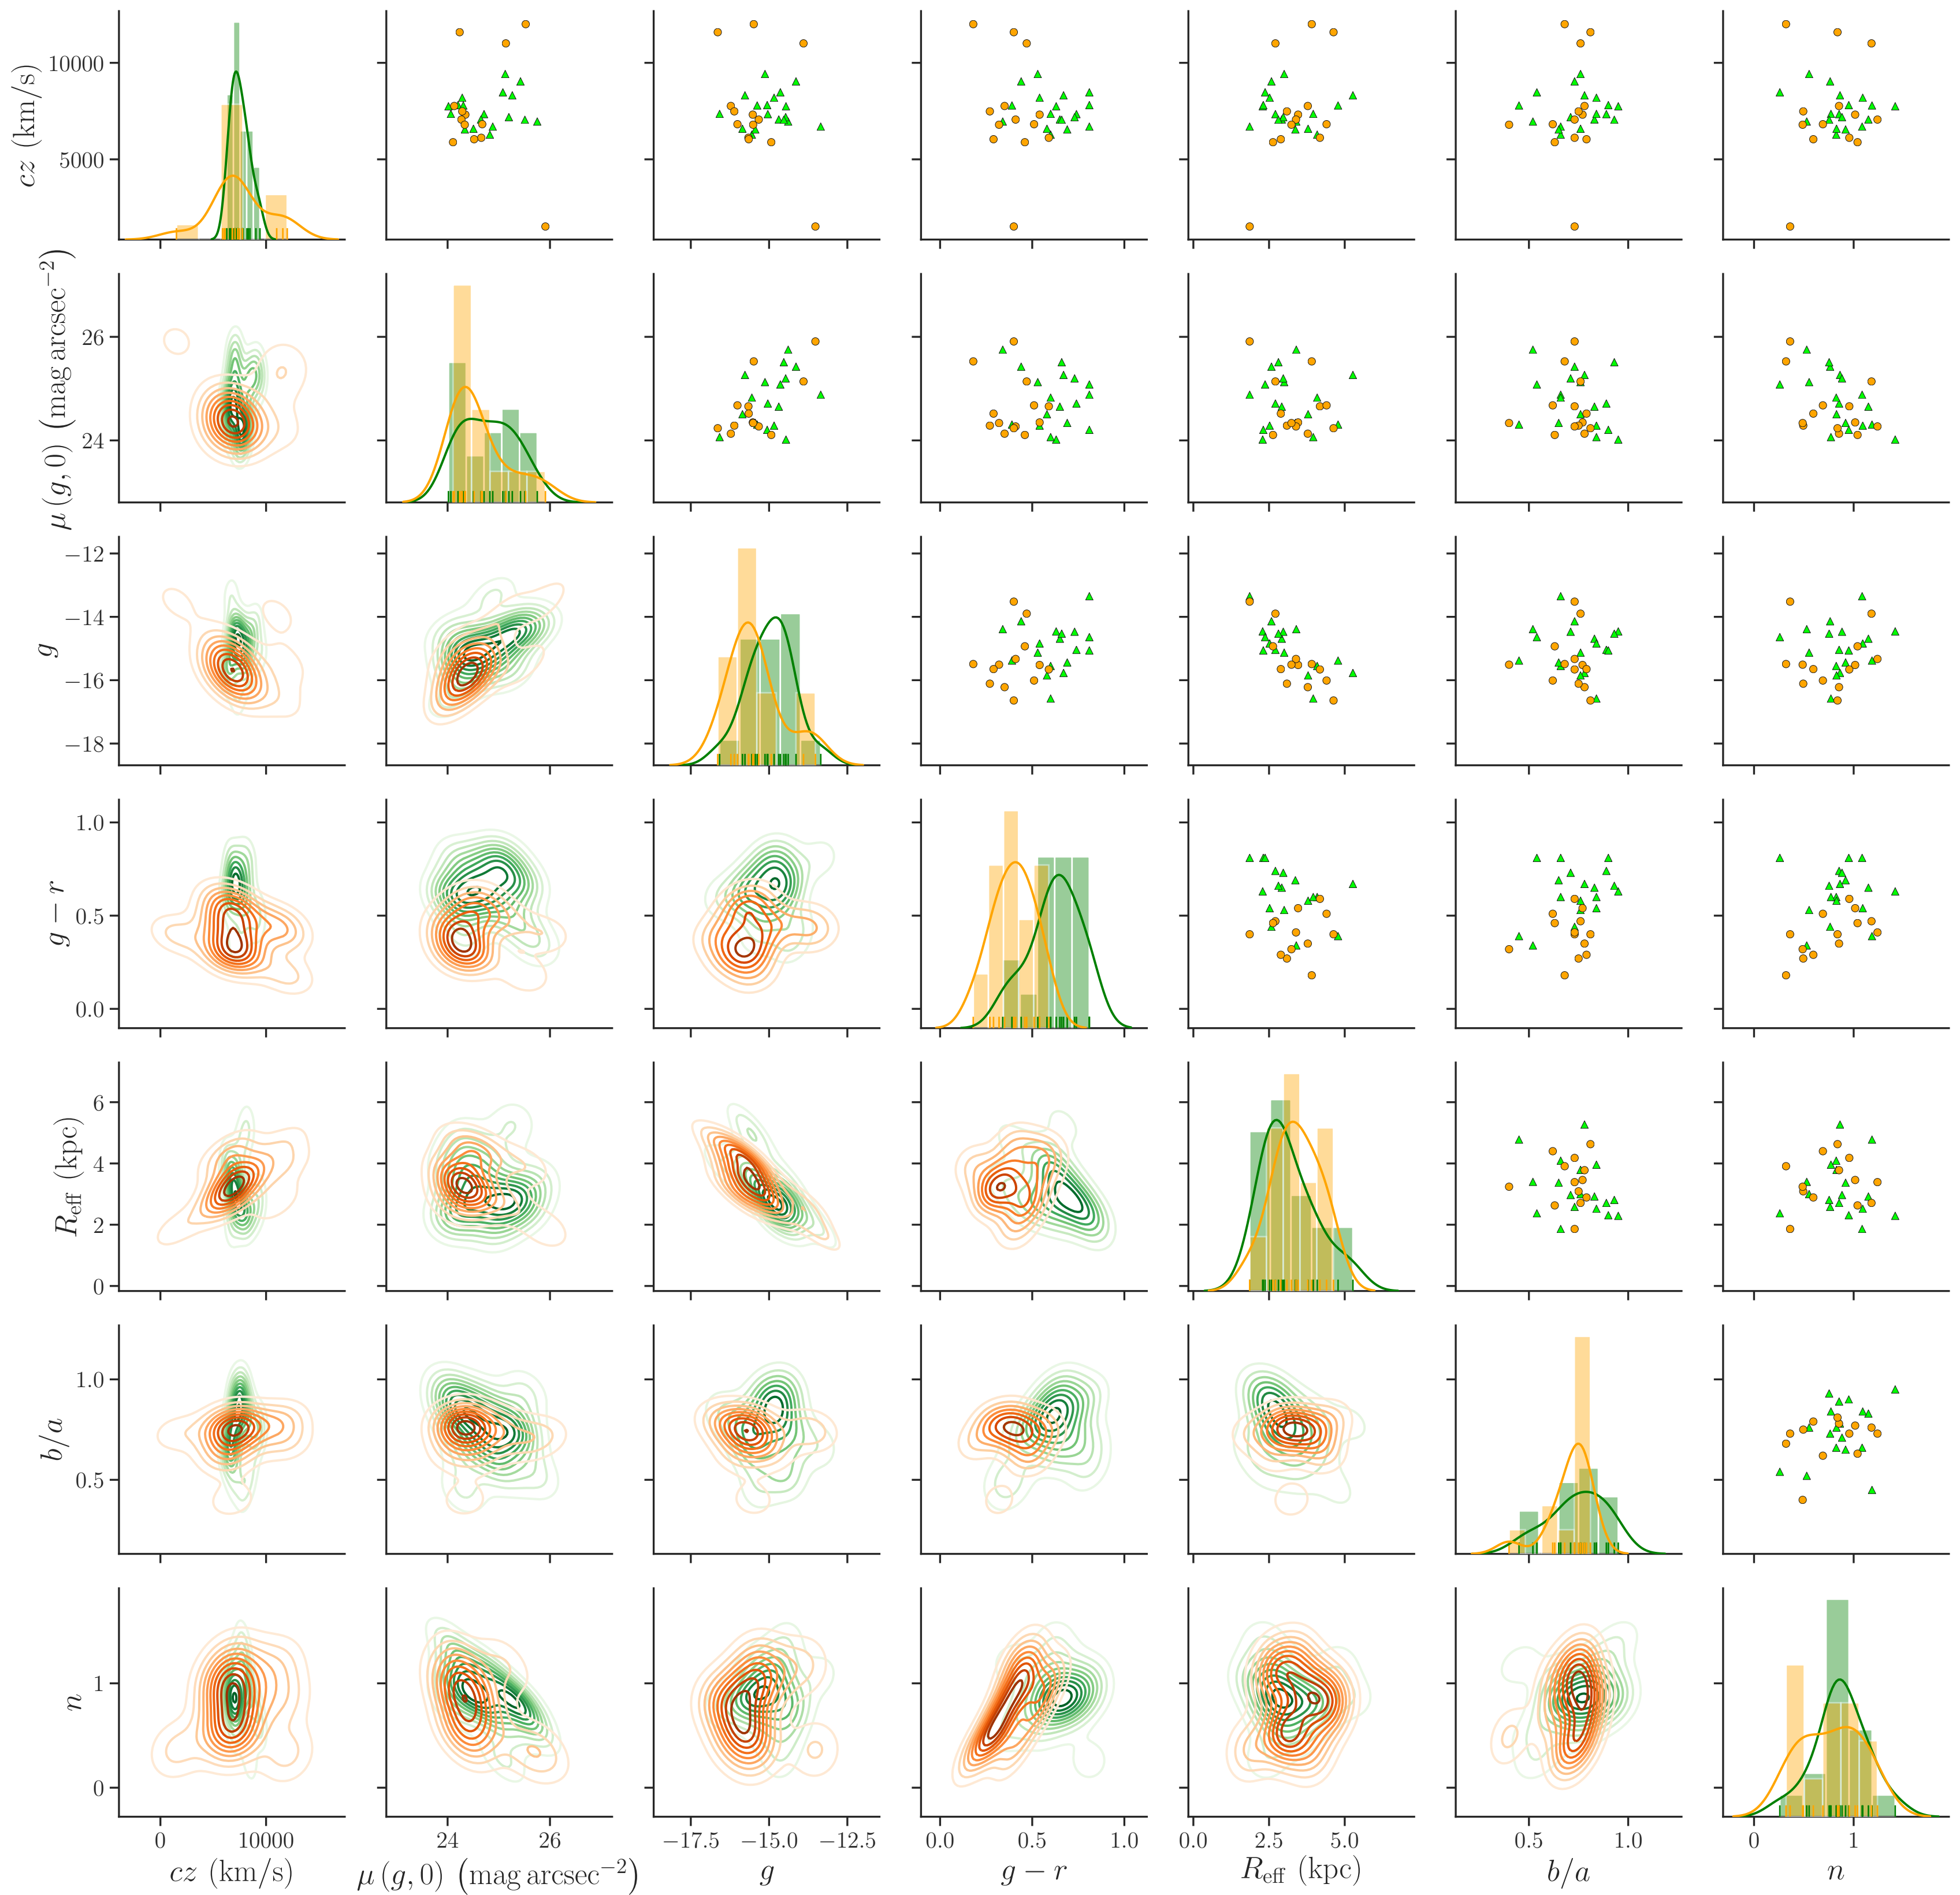 cz (km/s)
10000
5000
μ (g, 0) (mag arcsec⁻²)
26
24
g
−12
−14
−16
−18
g − r
1.0
0.5
0.0
R_eff (kpc)
6
4
2
0
b/a
1.0
0.5
n
1
0
0 10000 24 26 −17.5 −15.0 −12.5 0.0 0.5 1.0 0.0 2.5 5.0 0.5 1.0 0 1
cz (km/s) μ (g, 0) (mag arcsec⁻²) g g − r R_eff (kpc) b/a n